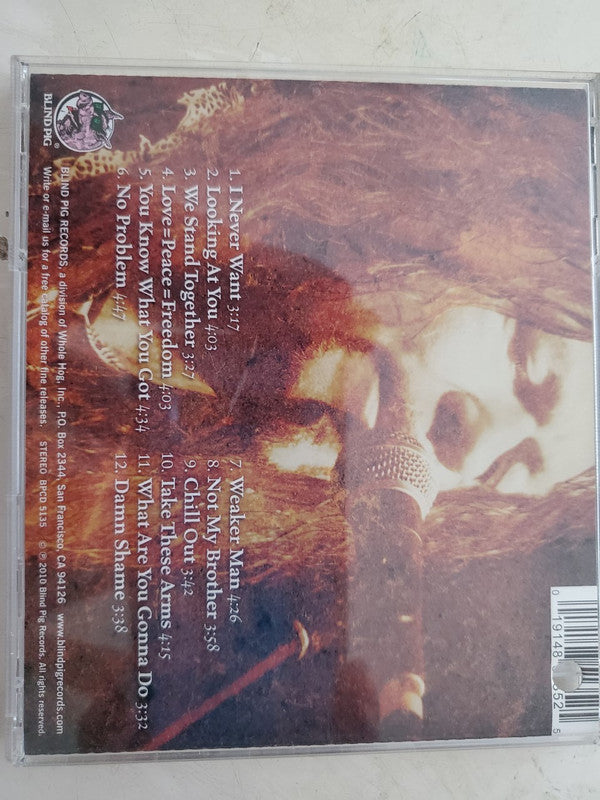 1. I Never Want 3:17
2. Looking At You 4:03
3. We Stand Together 3:27
4. Love=Peace=Freedom 4:03
5. You Know What You Got 4:34
6. No Problem 4:47
7. Weaker Man 4:26
8. Not My Brother 3:58
9. Chill Out 3:42
10. Take These Arms 4:15
11. What Are You Gonna Do 3:32
12. Damn Shame 3:38
BLIND PIG ®
BLIND PIG RECORDS, a division of Whole Hog, Inc., P.O. Box 2344, San Francisco, CA 94126 www.blindpigrecords.com
Write or e-mail us for a free catalog of other fine releases. STEREO BPCD 5135 © ℗ 2010 Blind Pig Records. All rights reserved.
0 19148 52 5